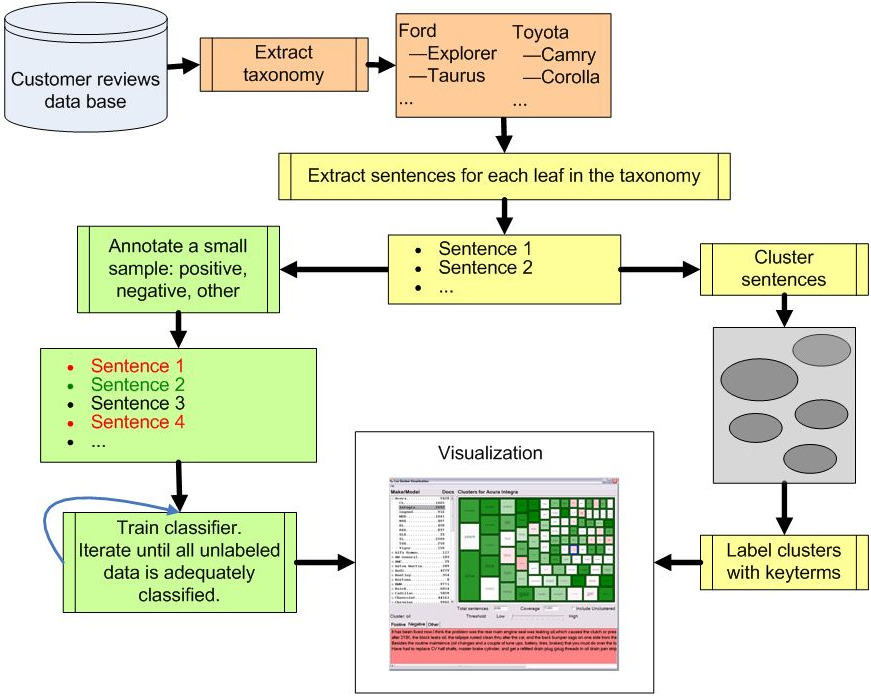 Customer reviews
data base
Extract
taxonomy
Ford
—Explorer
—Taurus
...
Toyota
—Camry
—Corolla
...
Extract sentences for each leaf in the taxonomy
Annotate a small
sample: positive,
negative, other
• Sentence 1
• Sentence 2
• ...
Cluster
sentences
• Sentence 1
• Sentence 2
• Sentence 3
• Sentence 4
• ...
Train classifier.
Iterate until all unlabeled
data is adequately
classified.
Visualization
Make/Model Docs Clusters for Acura Integra
Total sentences Coverage Include Unclustered
Cluster: oil Threshold Low High
Positive Negative Other
Label clusters
with keyterms